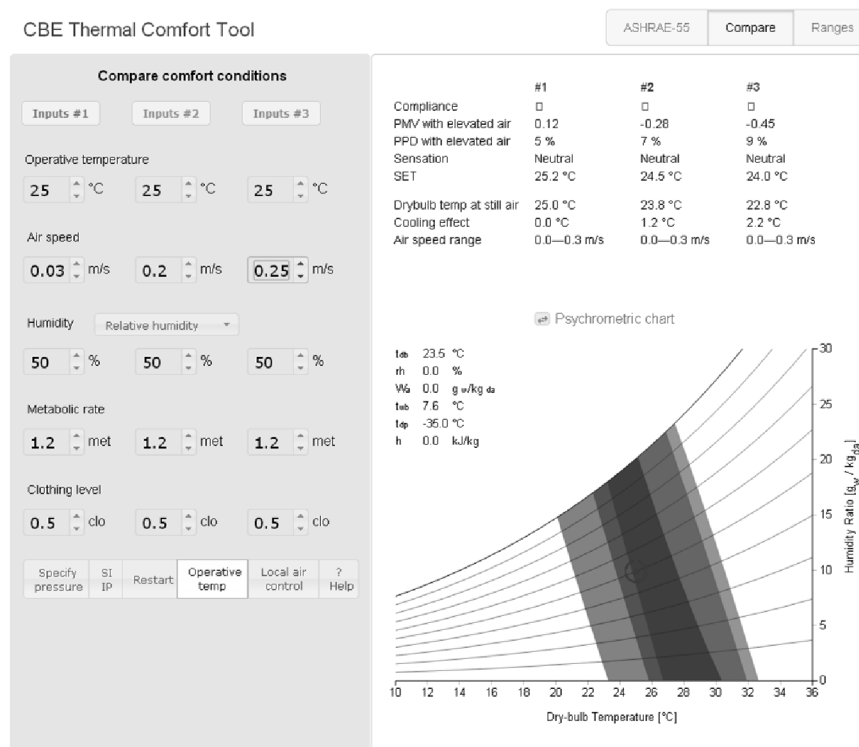 CBE Thermal Comfort Tool
ASHRAE-55 Compare Ranges
Compare comfort conditions
Inputs #1 Inputs #2 Inputs #3
Operative temperature
25 °C 25 °C 25 °C
Air speed
0.03 m/s 0.2 m/s 0.25 m/s
Humidity Relative humidity
50 % 50 % 50 %
Metabolic rate
1.2 met 1.2 met 1.2 met
Clothing level
0.5 clo 0.5 clo 0.5 clo
Specify pressure SI IP Restart Operative temp Local air control ? Help
#1 #2 #3
Compliance
PMV with elevated air 0.12 -0.28 -0.45
PPD with elevated air 5 % 7 % 9 %
Sensation Neutral Neutral Neutral
SET 25.2 °C 24.5 °C 24.0 °C
Drybulb temp at still air 25.0 °C 23.8 °C 22.8 °C
Cooling effect 0.0 °C 1.2 °C 2.2 °C
Air speed range 0.0—0.3 m/s 0.0—0.3 m/s 0.0—0.3 m/s
Psychrometric chart
tdb 23.5 °C
rh 0.0 %
Wa 0.0 g w/kg da
twb 7.6 °C
tdp -35.0 °C
h 0.0 kJ/kg
30
25
20
15
10
5
0
Humidity Ratio [gw / kgda]
10 12 14 16 18 20 22 24 26 28 30 32 34 36
Dry-bulb Temperature [°C]